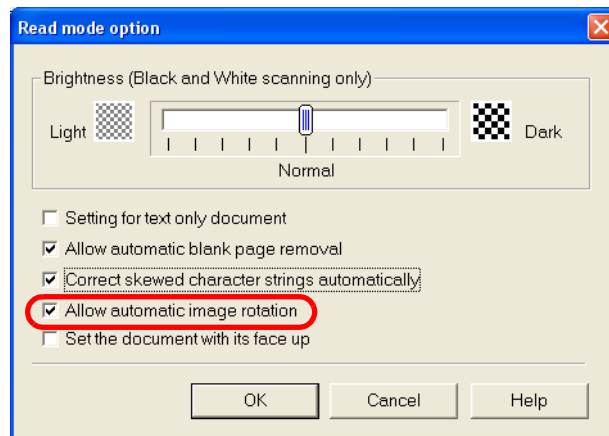 Read mode option
Brightness (Black and White scanning only)
Light
Dark
Normal
Setting for text only document
Allow automatic blank page removal
Correct skewed character strings automatically
Allow automatic image rotation
Set the document with its face up
OK Cancel Help